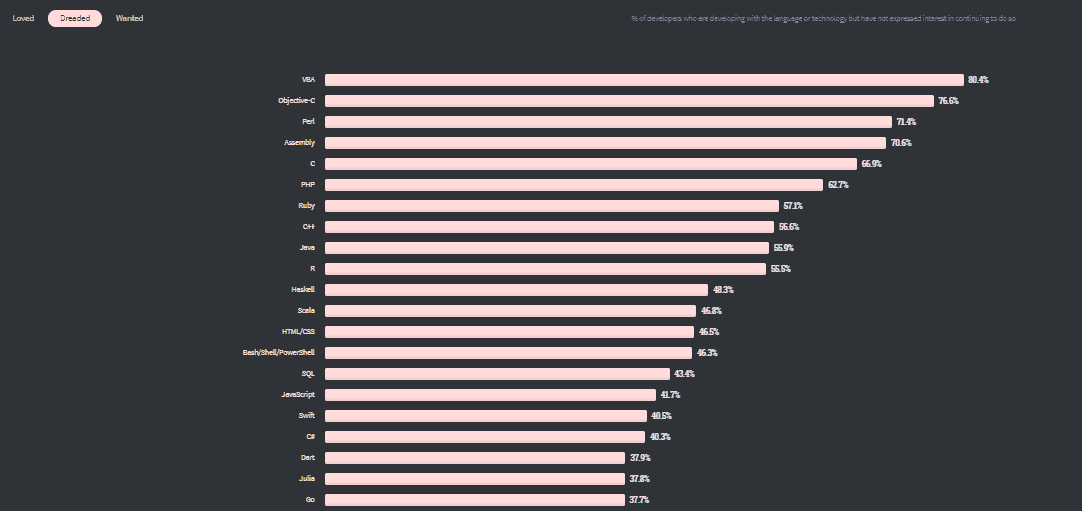 Loved Dreaded Wanted
% of developers who are developing with the language or technology but have not expressed interest in continuing to do so
VBA 80.4%
Objective-C 76.6%
Perl 71.4%
Assembly 70.6%
C 66.9%
PHP 62.7%
Ruby 57.1%
C++ 56.6%
Java 55.9%
R 55.5%
Haskell 48.3%
Scala 46.8%
HTML/CSS 46.5%
Bash/Shell/PowerShell 46.3%
SQL 43.4%
JavaScript 41.7%
Swift 40.5%
C# 40.3%
Dart 37.9%
Julia 37.8%
Go 37.7%